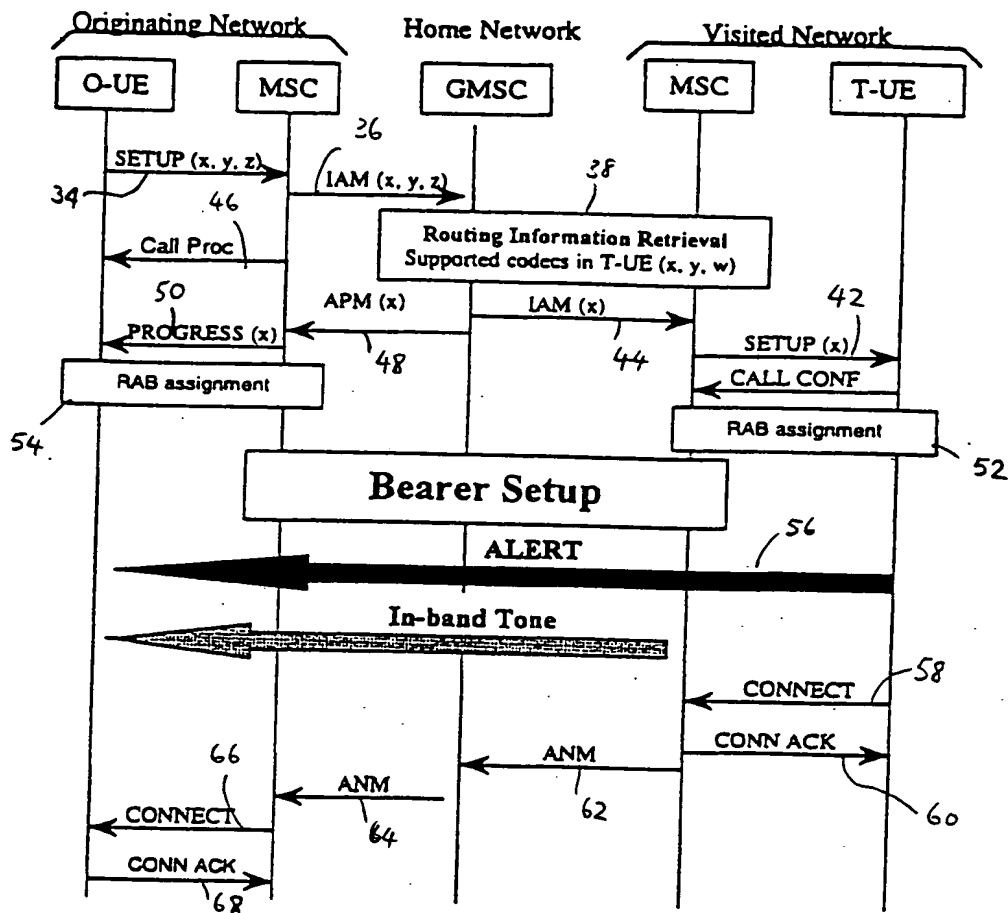 Originating Network
Home Network
Visited Network
O-UE
MSC
GMSC
MSC
T-UE
SETUP (x, y, z)
34
36
IAM (x, y, z)
38
46
Call Proc
Routing Information Retrieval
Supported codecs in T-UE (x, y, w)
50
APM (x)
IAM (x)
42
PROGRESS (x)
48
44
SETUP (x)
CALL CONF
RAB assignment
54
RAB assignment
52
Bearer Setup
ALERT
56
In-band Tone
CONNECT
58
CONN ACK
60
ANM
62
66
ANM
64
CONNECT
CONN ACK
68